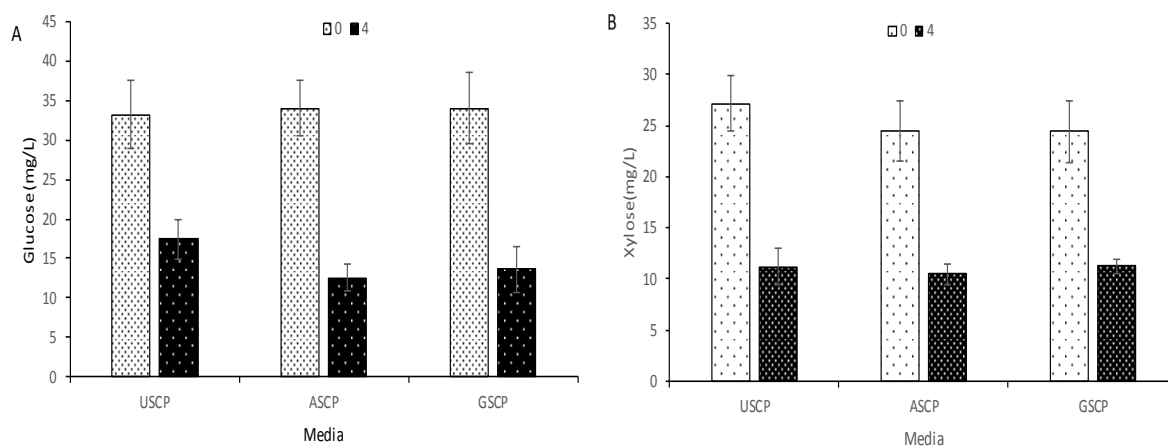 A
0 4
45
40
35
30
25
20
15
10
5
0
Glucose(mg/L)
USCP ASCP GSCP
Media
B
0 4
35
30
25
20
15
10
5
0
Xylose(mg/L)
USCP ASCP GSCP
Media